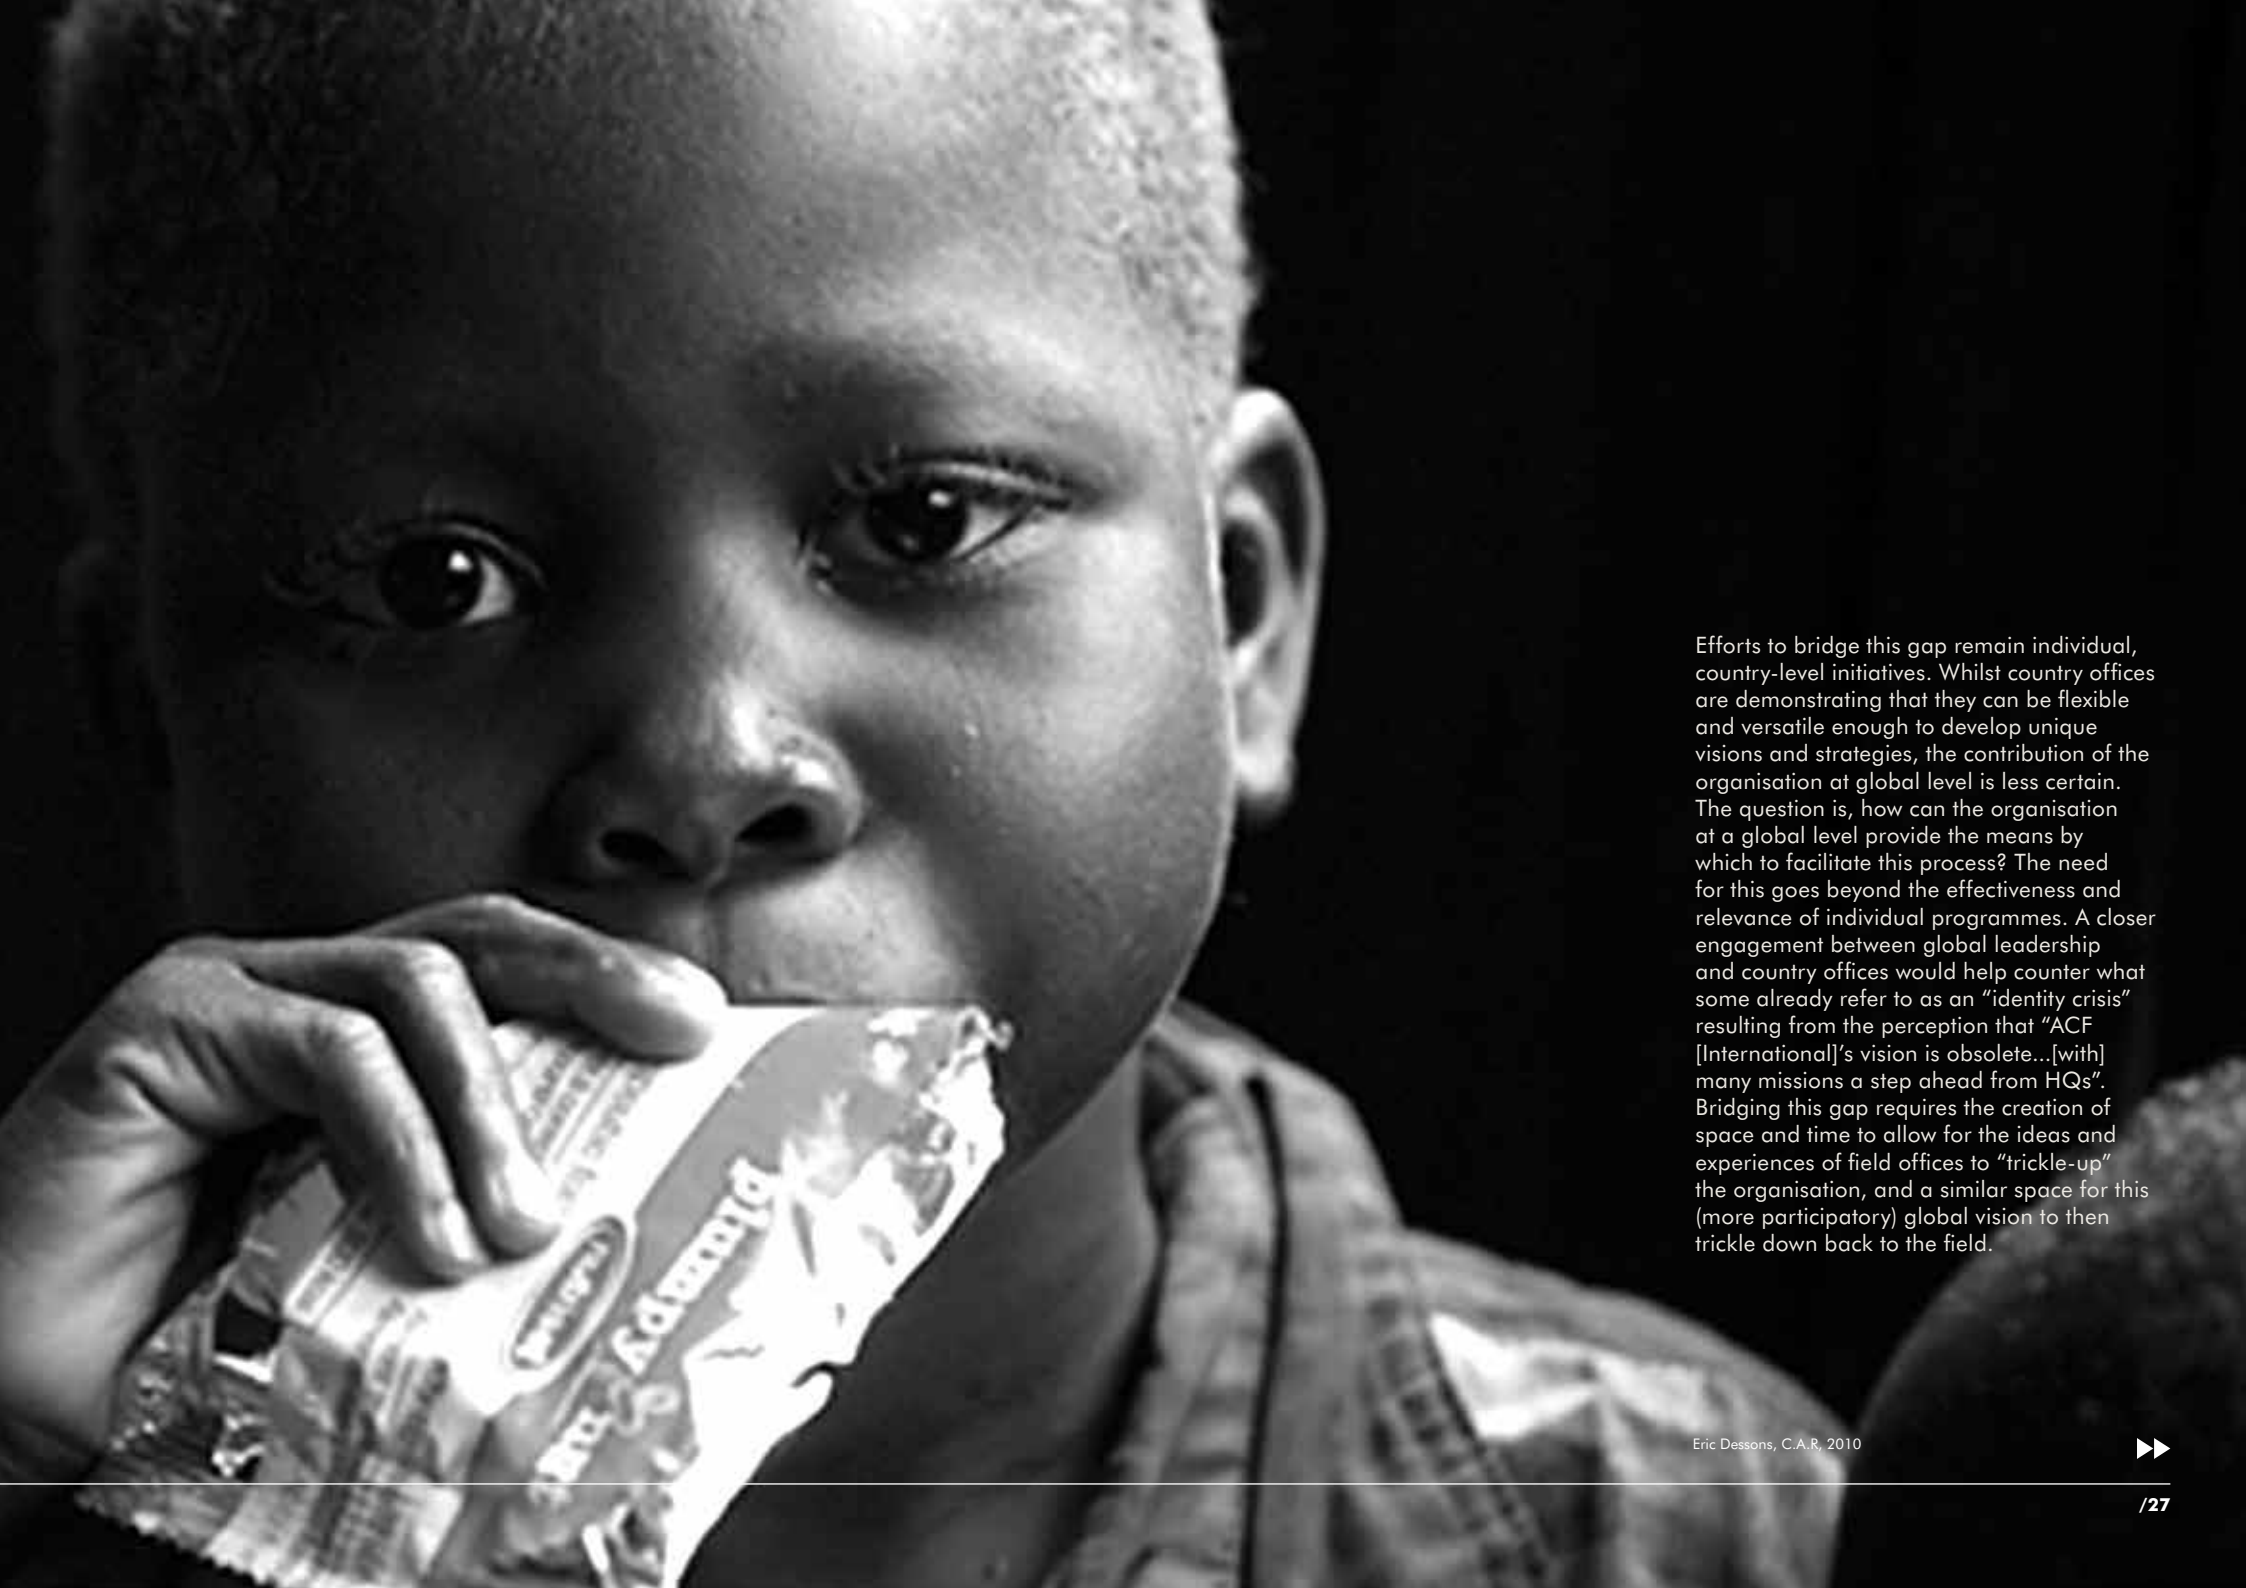 Efforts to bridge this gap remain individual,
country-level initiatives. Whilst country offices
are demonstrating that they can be flexible
and versatile enough to develop unique
visions and strategies, the contribution of the
organisation at global level is less certain.
The question is, how can the organisation
at a global level provide the means by
which to facilitate this process? The need
for this goes beyond the effectiveness and
relevance of individual programmes. A closer
engagement between global leadership
and country offices would help counter what
some already refer to as an “identity crisis”
resulting from the perception that “ACF
[International]’s vision is obsolete...[with]
many missions a step ahead from HQs”.
Bridging this gap requires the creation of
space and time to allow for the ideas and
experiences of field offices to “trickle-up”
the organisation, and a similar space for this
(more participatory) global vision to then
trickle down back to the field.
Eric Dessons, C.A.R, 2010
/27
plumpy
nutriset